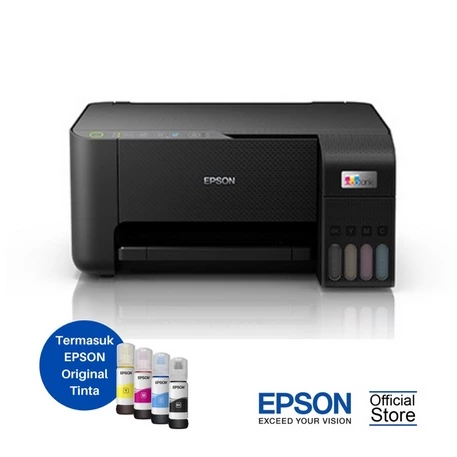 EPSON
Termasuk
EPSON
Original
Tinta
EPSON
EXCEED YOUR VISION
Official
Store